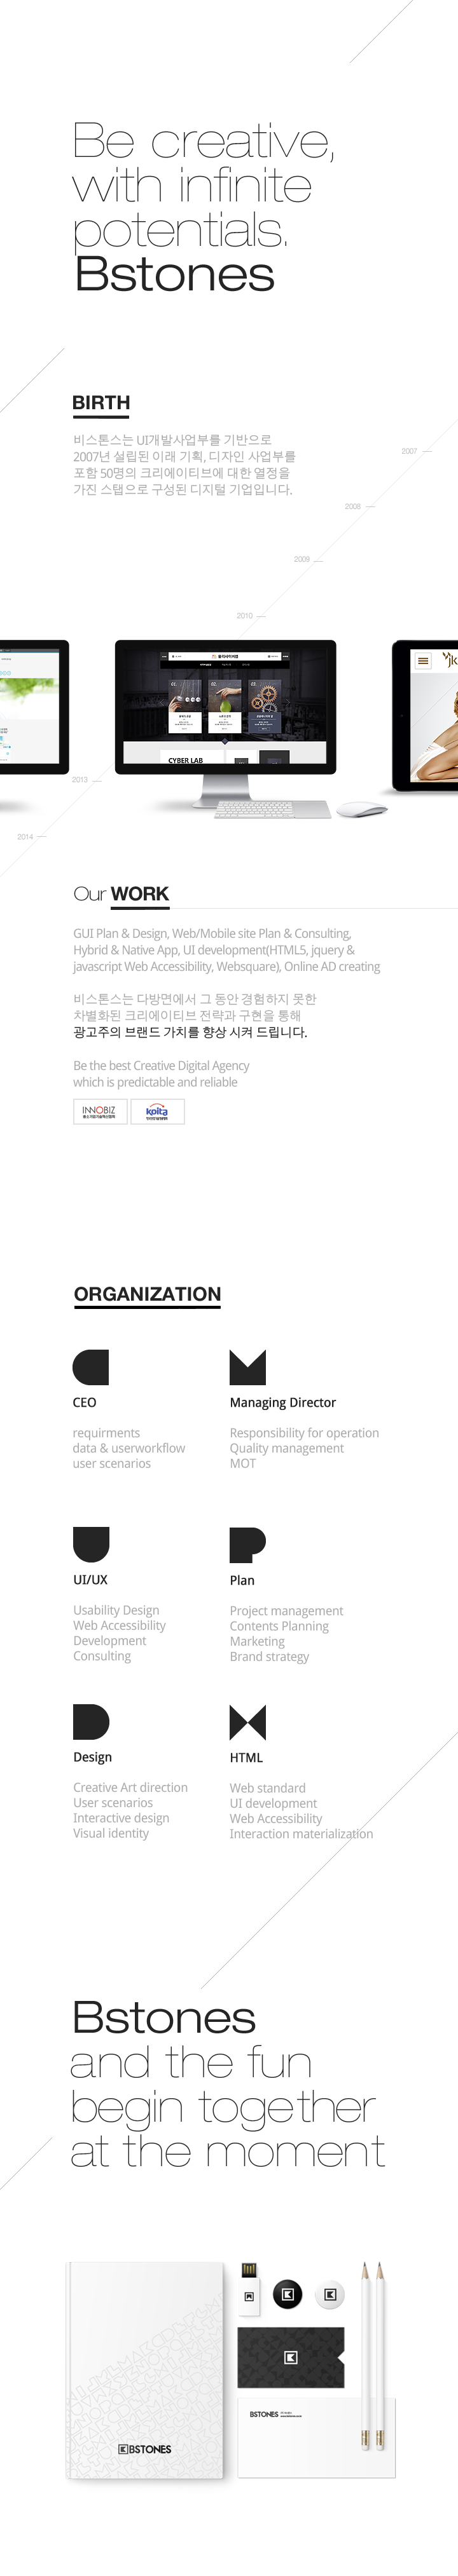 Be creative,
with infinite
potentials.
Bstones
BIRTH
비스톤스는 UI개발사업부를 기반으로
2007년 설립된 이래 기획, 디자인 사업부를
포함 50명의 크리에이티브에 대한 열정을
가진 스탭으로 구성된 디지털 기업입니다.
2007
2008
2009
2010
CYBER LAB
2013
2014
Our WORK
GUI Plan & Design, Web/Mobile site Plan & Consulting,
Hybrid & Native App, UI development(HTML5, jquery &
javascript Web Accessibility, Websquare), Online AD creating
비스톤스는 다방면에서 그 동안 경험하지 못한
차별화된 크리에이티브 전략과 구현을 통해
광고주의 브랜드 가치를 향상 시켜 드립니다.
Be the best Creative Digital Agency
which is predictable and reliable
INNOBIZ
koita
ORGANIZATION
CEO
requirments
data & userworkflow
user scenarios
Managing Director
Responsibility for operation
Quality management
MOT
UI/UX
Usability Design
Web Accessibility
Development
Consulting
Plan
Project management
Contents Planning
Marketing
Brand strategy
Design
Creative Art direction
User scenarios
Interactive design
Visual identity
HTML
Web standard
UI development
Web Accessibility
Interaction materialization
Bstones
and the fun
begin together
at the moment
BSTONES
BSTONES